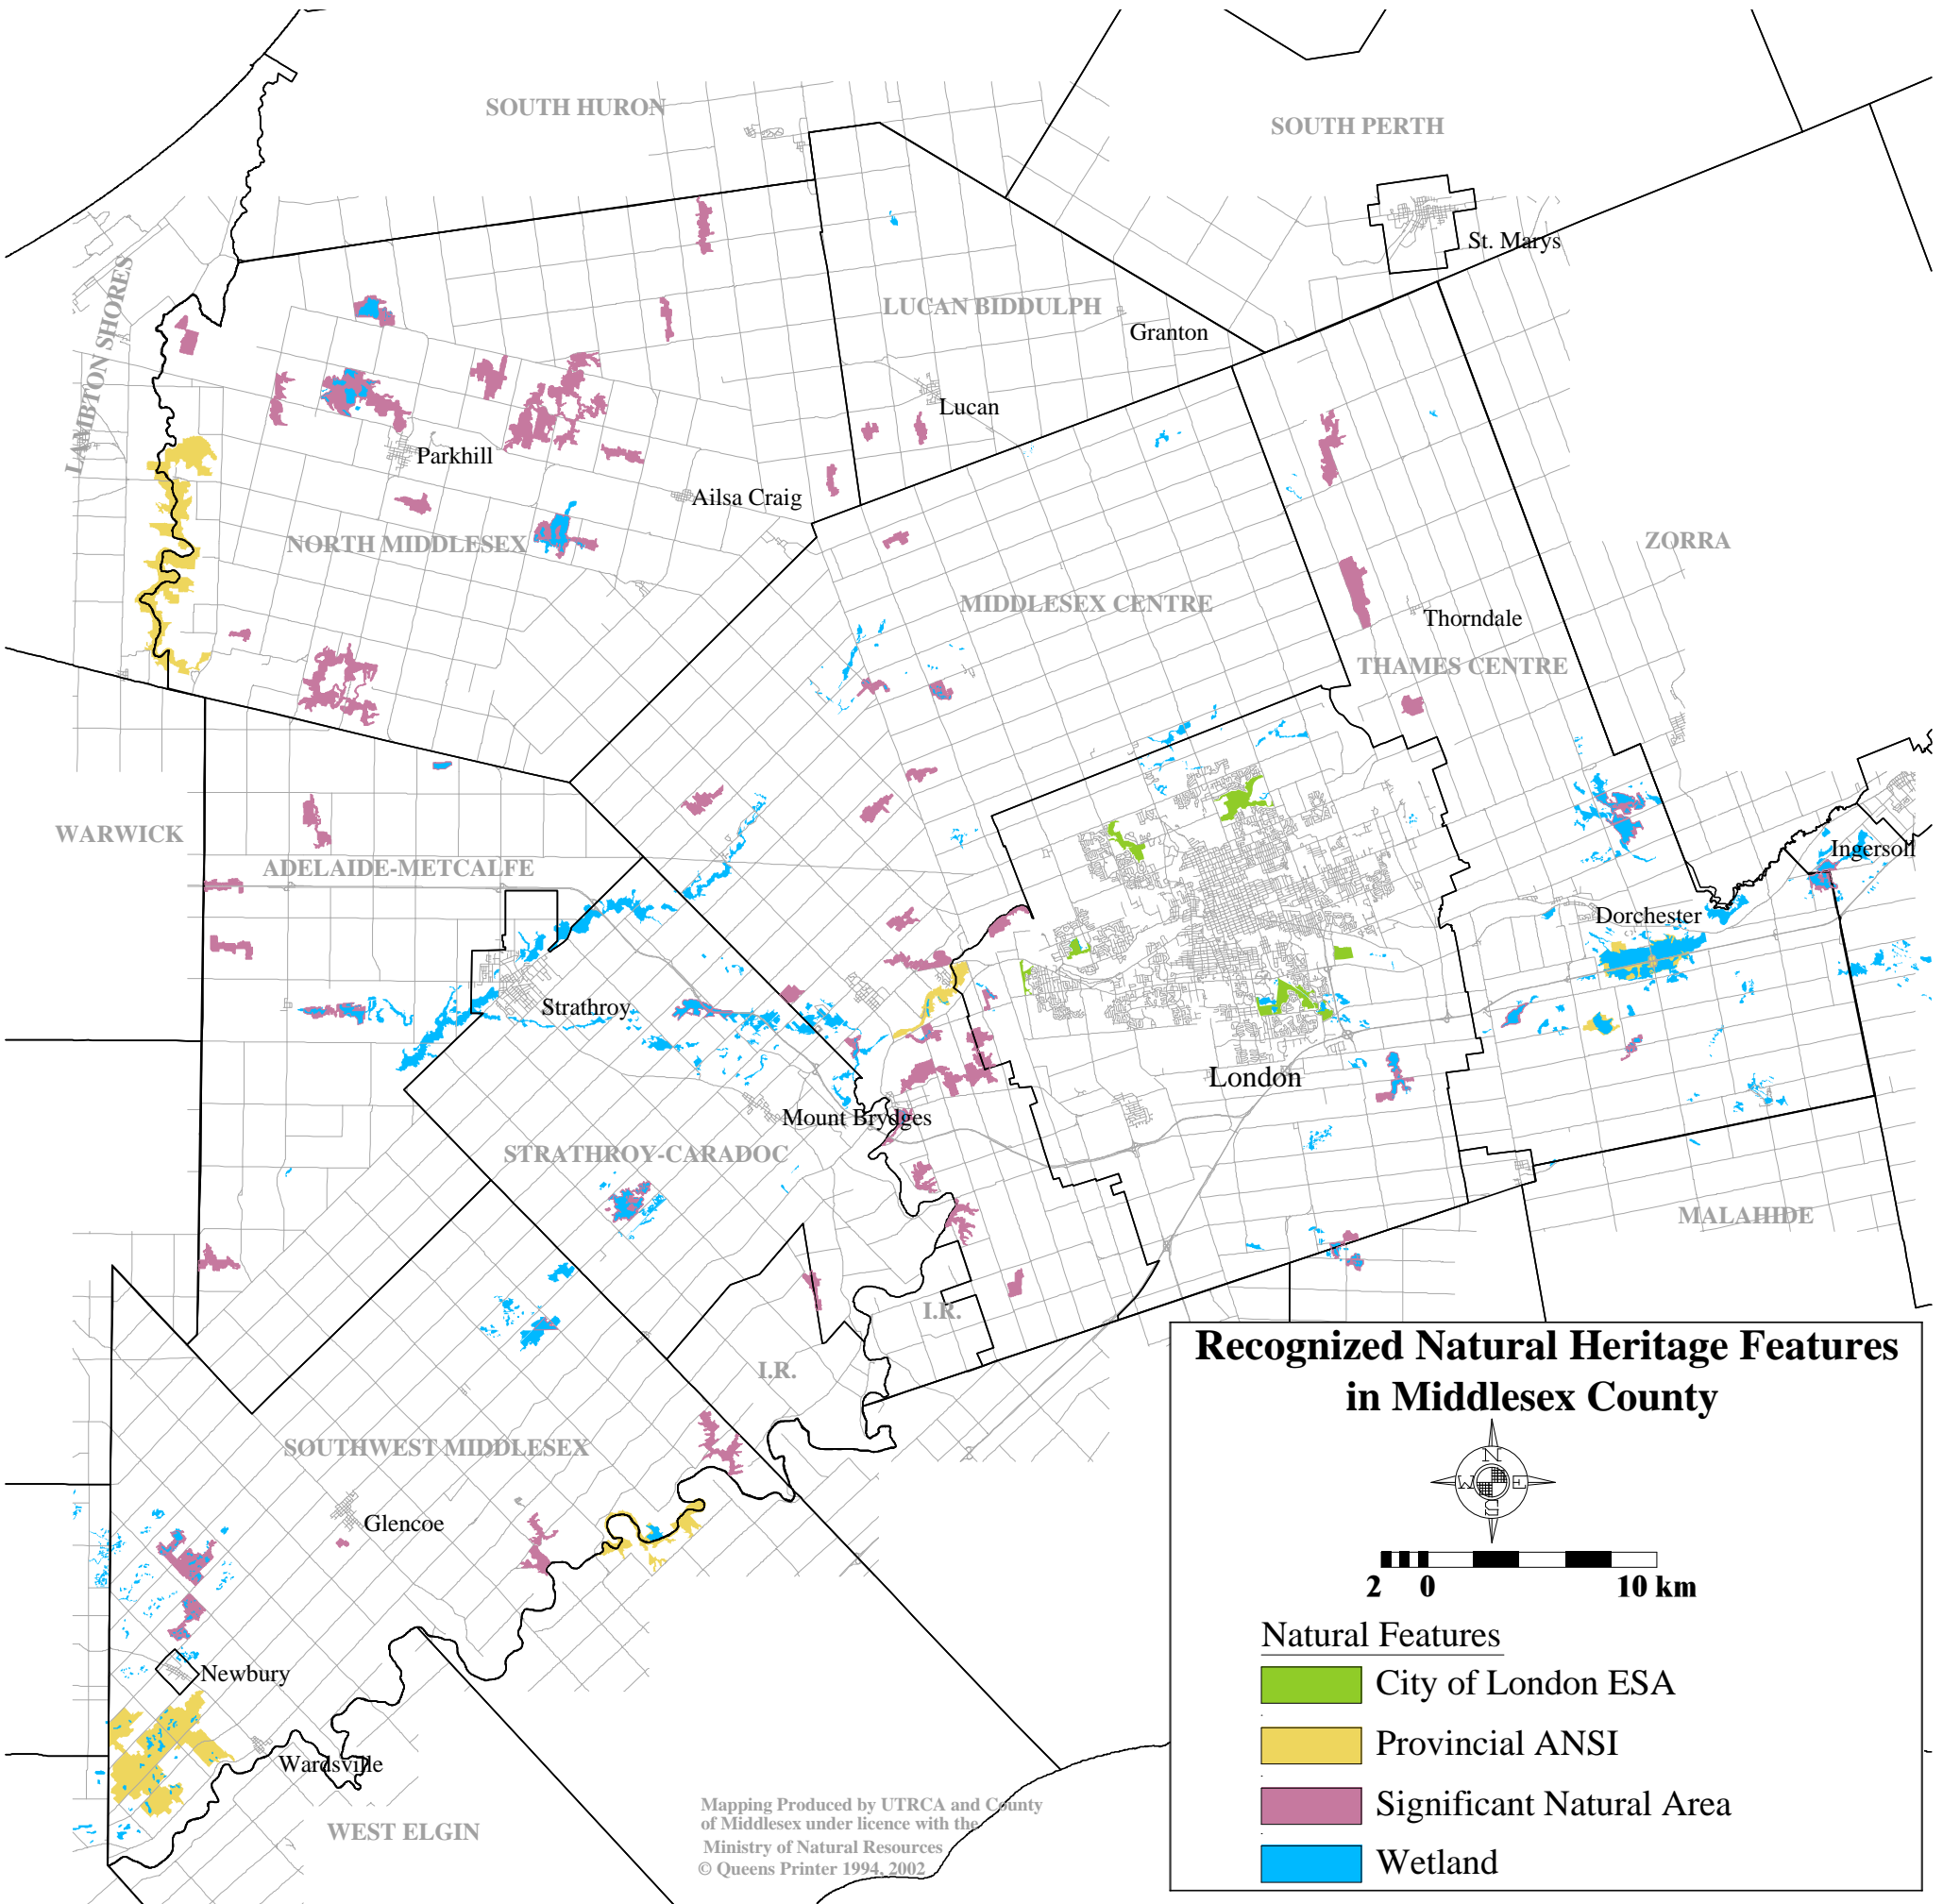 SOUTH HURON
SOUTH PERTH
St. Marys
LAMBTON SHORES
LUCAN BIDDULPH
Granton
Lucan
Parkhill
Ailsa Craig
NORTH MIDDLESEX
ZORRA
MIDDLESEX CENTRE
Thorndale
THAMES CENTRE
WARWICK
ADELAIDE-METCALFE
Ingersoll
Dorchester
Strathroy
London
Mount Brydges
STRATHROY-CARADOC
MALAHIDE
I.R.
I.R.
SOUTHWEST MIDDLESEX
Glencoe
Newbury
Wardsville
WEST ELGIN
Mapping Produced by UTRCA and County
of Middlesex under licence with the
Ministry of Natural Resources
© Queens Printer 1994, 2002
Recognized Natural Heritage Features
in Middlesex County
N
W E
S
2 0 10 km
Natural Features
City of London ESA
Provincial ANSI
Significant Natural Area
Wetland